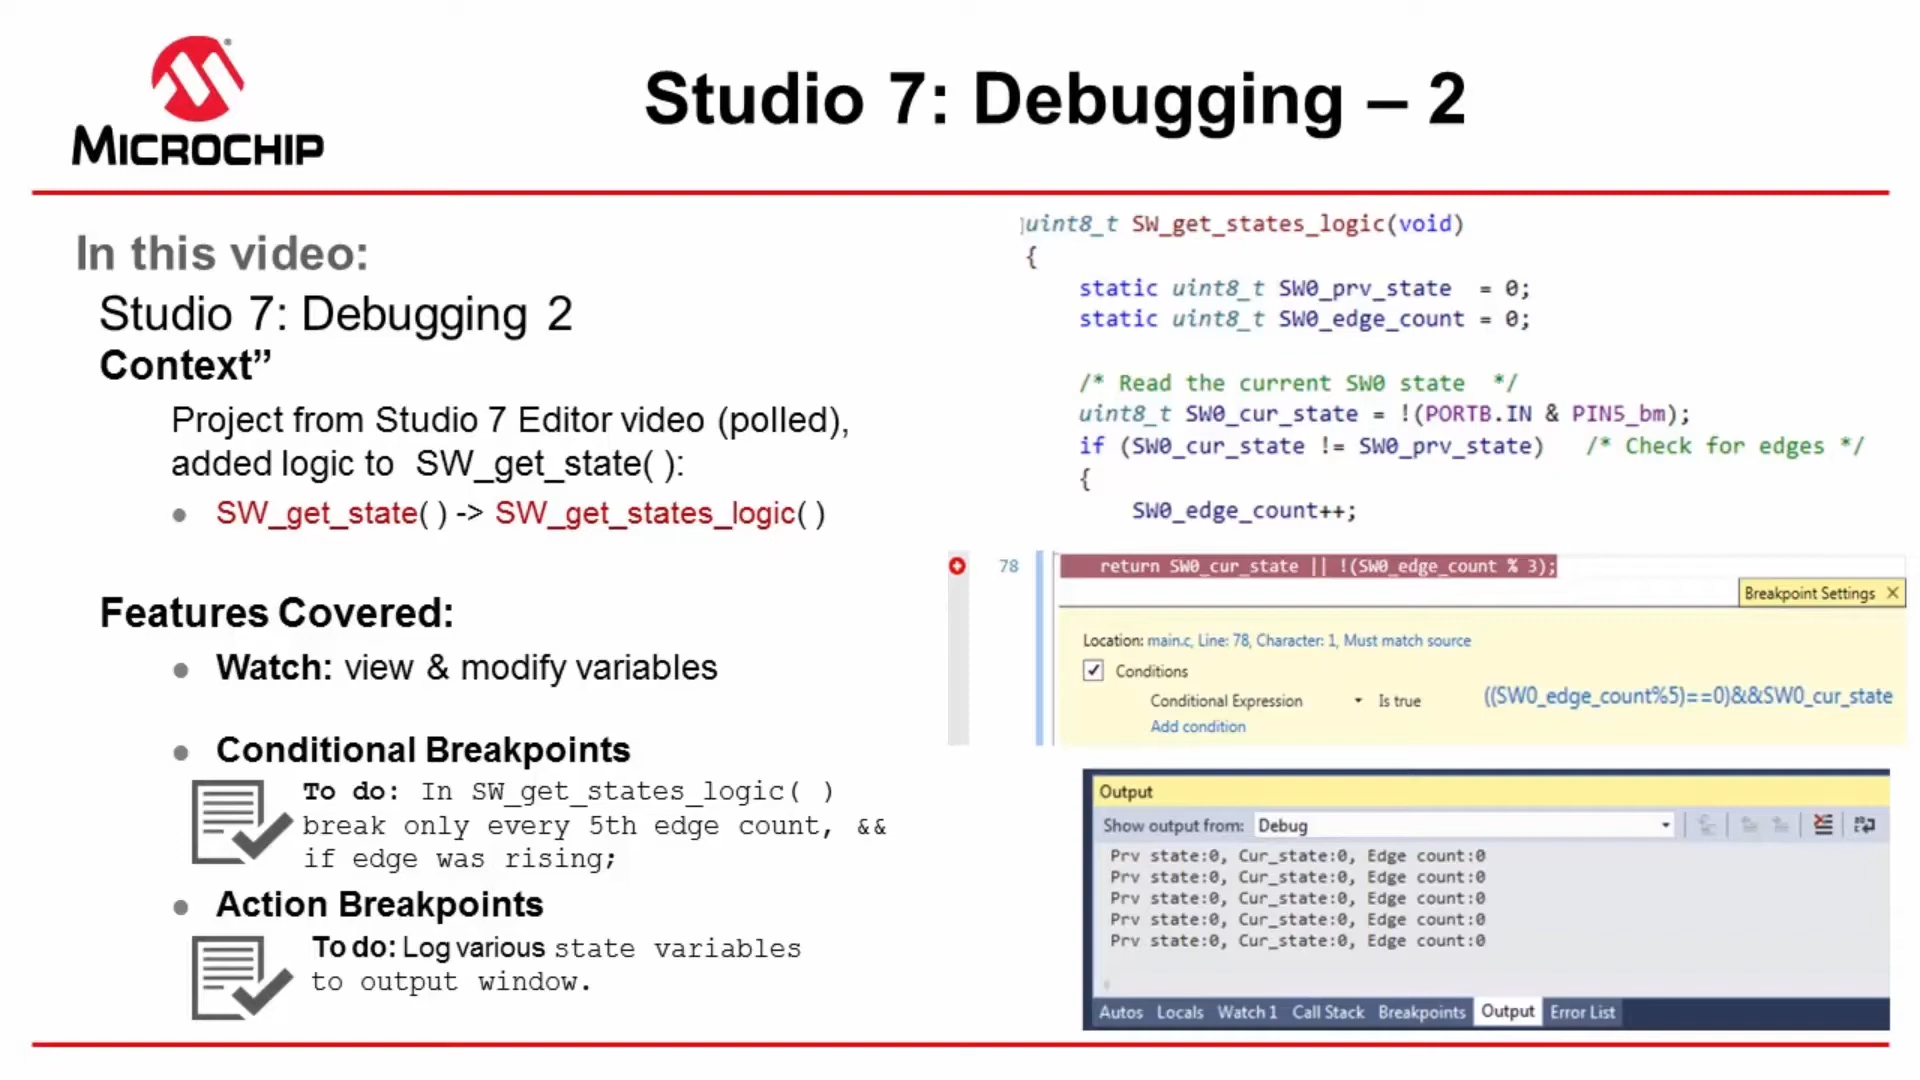 MICROCHIP
Studio 7: Debugging – 2
In this video:
Studio 7: Debugging 2
Context”
Project from Studio 7 Editor video (polled),
added logic to SW_get_state( ):
SW_get_state( ) -> SW_get_states_logic( )
Features Covered:
Watch: view & modify variables
Conditional Breakpoints
To do: In SW_get_states_logic( )
break only every 5th edge count, &&
if edge was rising;
Action Breakpoints
To do: Log various state variables
to output window.
uint8_t SW_get_states_logic(void)
{
static uint8_t SW0_prv_state = 0;
static uint8_t SW0_edge_count = 0;
/* Read the current SW0 state */
uint8_t SW0_cur_state = !(PORTB.IN & PIN5_bm);
if (SW0_cur_state != SW0_prv_state) /* Check for edges */
{
SW0_edge_count++;
78 return SW0_cur_state || !(SW0_edge_count % 3);
Breakpoint Settings ×
Location: main.c, Line: 78, Character: 1, Must match source
Conditions
Conditional Expression Is true ((SW0_edge_count%5)==0)&&SW0_cur_state
Add condition
Output
Show output from: Debug
Prv state:0, Cur_state:0, Edge count:0
Prv state:0, Cur_state:0, Edge count:0
Prv state:0, Cur_state:0, Edge count:0
Prv state:0, Cur_state:0, Edge count:0
Prv state:0, Cur_state:0, Edge count:0
Autos Locals Watch 1 Call Stack Breakpoints Output Error List